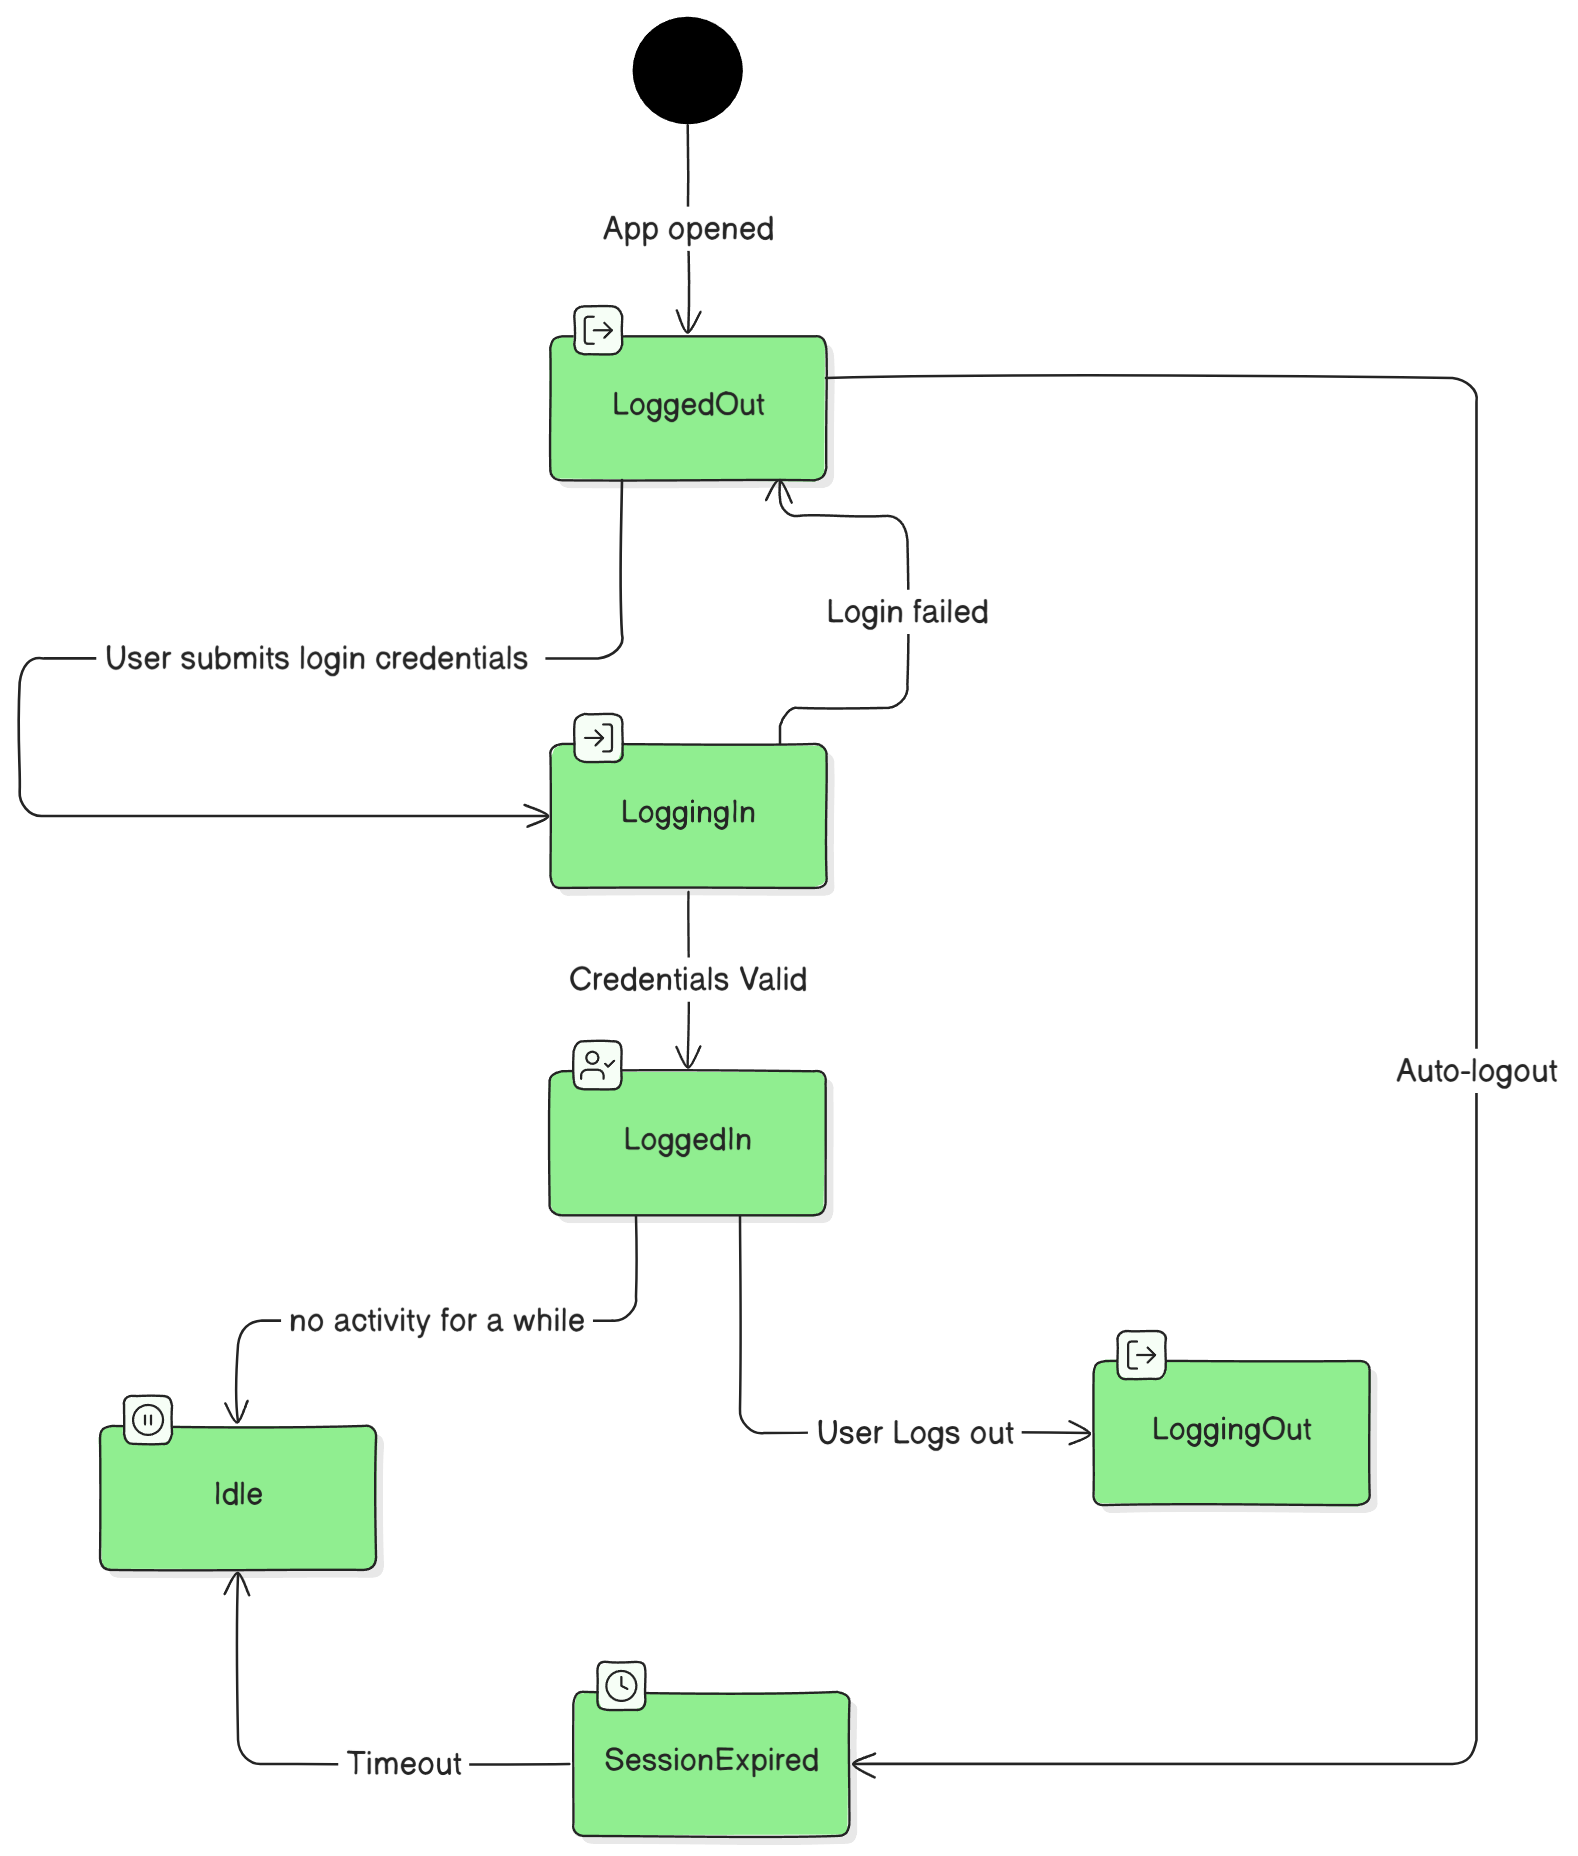 App opened
LoggedOut
Login failed
User submits login credentials
LoggingIn
Credentials Valid
Auto-logout
LoggedIn
no activity for a while
User Logs out
LoggingOut
Idle
Timeout
SessionExpired